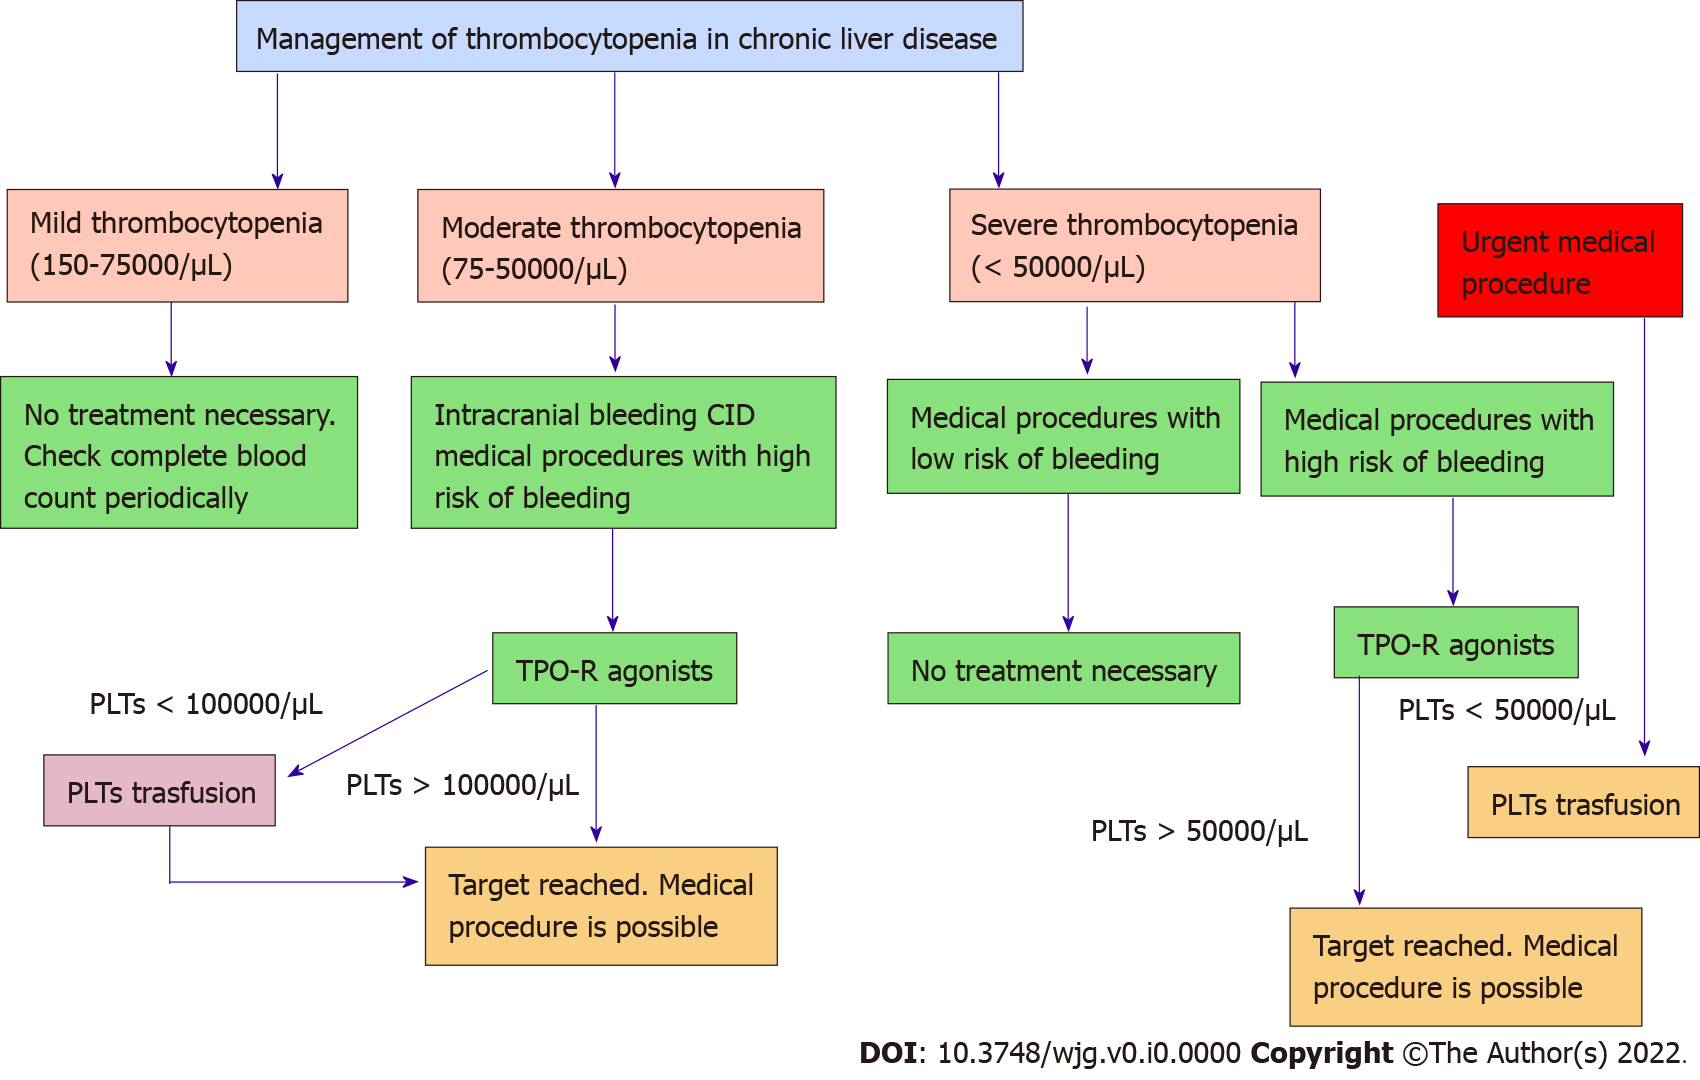 Management of thrombocytopenia in chronic liver disease
Mild thrombocytopenia
(150-75000/µL)
Moderate thrombocytopenia
(75-50000/µL)
Severe thrombocytopenia
(< 50000/µL)
Urgent medical
procedure
No treatment necessary.
Check complete blood
count periodically
Intracranial bleeding CID
medical procedures with high
risk of bleeding
Medical procedures with
low risk of bleeding
Medical procedures with
high risk of bleeding
TPO-R agonists
No treatment necessary
TPO-R agonists
PLTs < 100000/µL
PLTs < 50000/µL
PLTs trasfusion
PLTs > 100000/µL
PLTs trasfusion
PLTs > 50000/µL
Target reached. Medical
procedure is possible
Target reached. Medical
procedure is possible
DOI: 10.3748/wjg.v0.i0.0000 Copyright ©The Author(s) 2022.